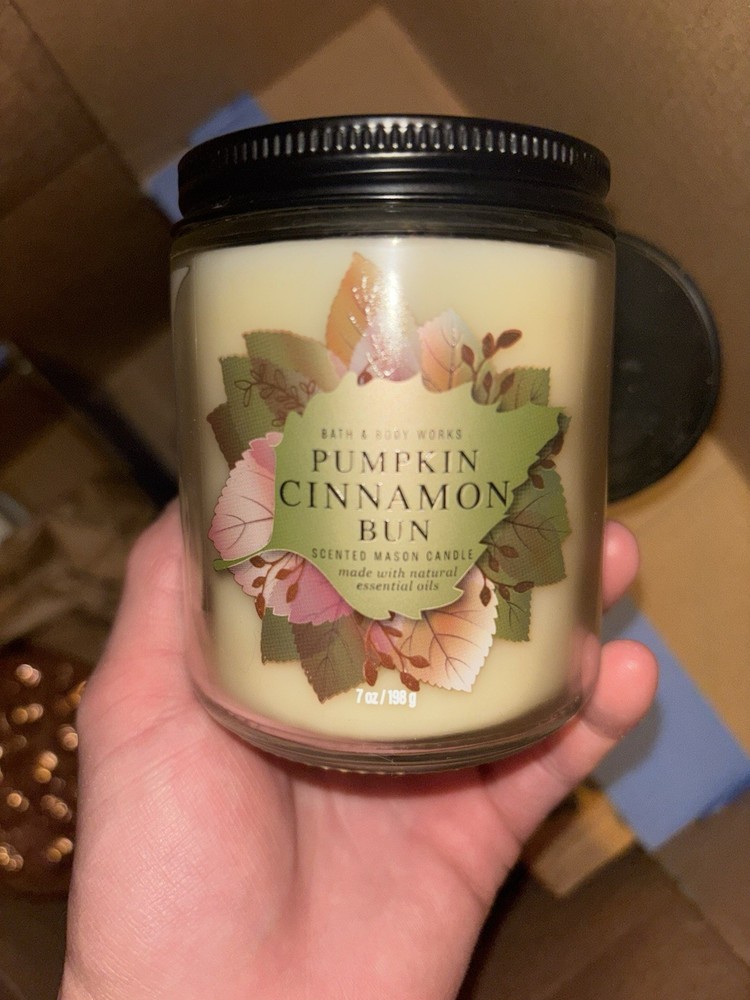 BATH & BODY WORKS
PUMPKIN
CINNAMON
BUN
SCENTED MASON CANDLE
made with natural
essential oils
7 oz / 198 g